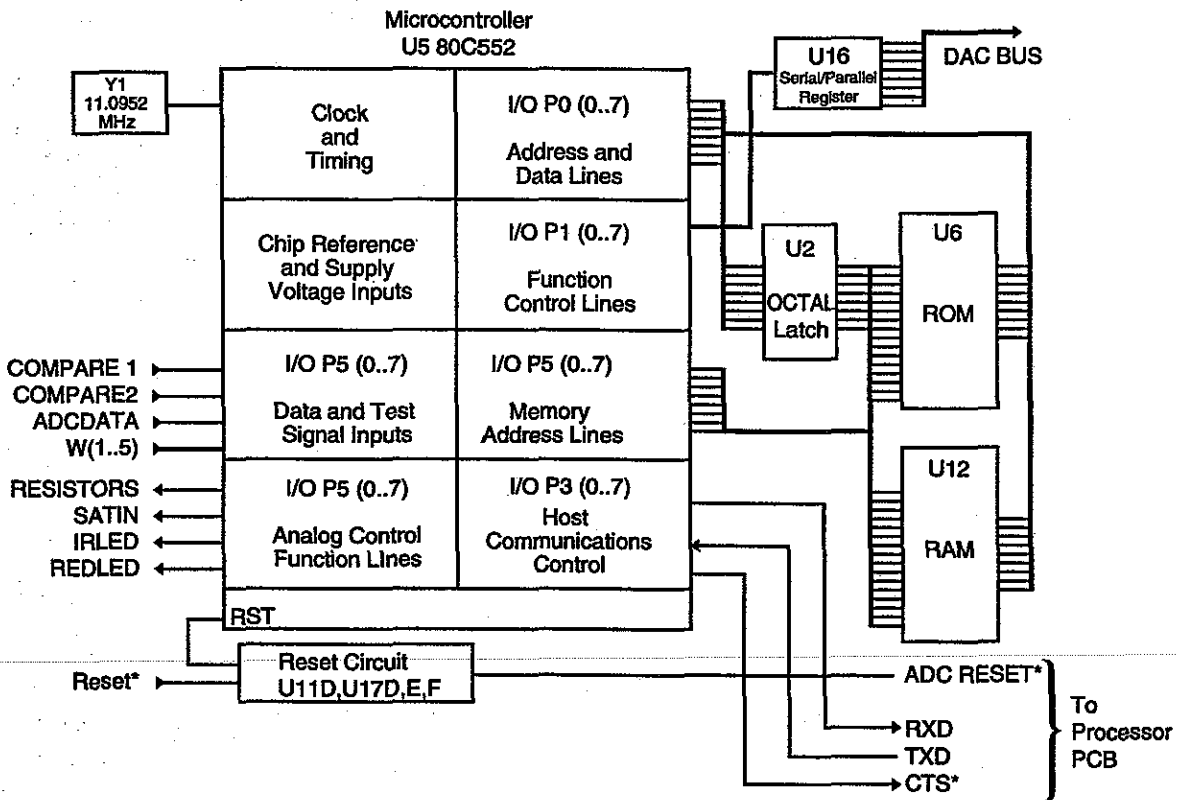 Microcontroller
U5 80C552
Y1
11.0952
MHz
Clock
and
Timing
I/O P0 (0..7)
Address and
Data Lines
U16
Serial/Parallel
Register
DAC BUS
Chip Reference
and Supply
Voltage Inputs
I/O P1 (0..7)
Function
Control Lines
U2
OCTAL
Latch
U6
ROM
COMPARE 1
COMPARE2
ADCDATA
W(1..5)
I/O P5 (0..7)
Data and Test
Signal Inputs
I/O P5 (0..7)
Memory
Address Lines
RESISTORS
SATIN
IRLED
REDLED
I/O P5 (0..7)
Analog Control
Function Lines
I/O P3 (0..7)
Host
Communications
Control
U12
RAM
RST
Reset*
Reset Circuit
U11D,U17D,E,F
ADC RESET*
RXD
TXD
CTS*
To
Processor
PCB